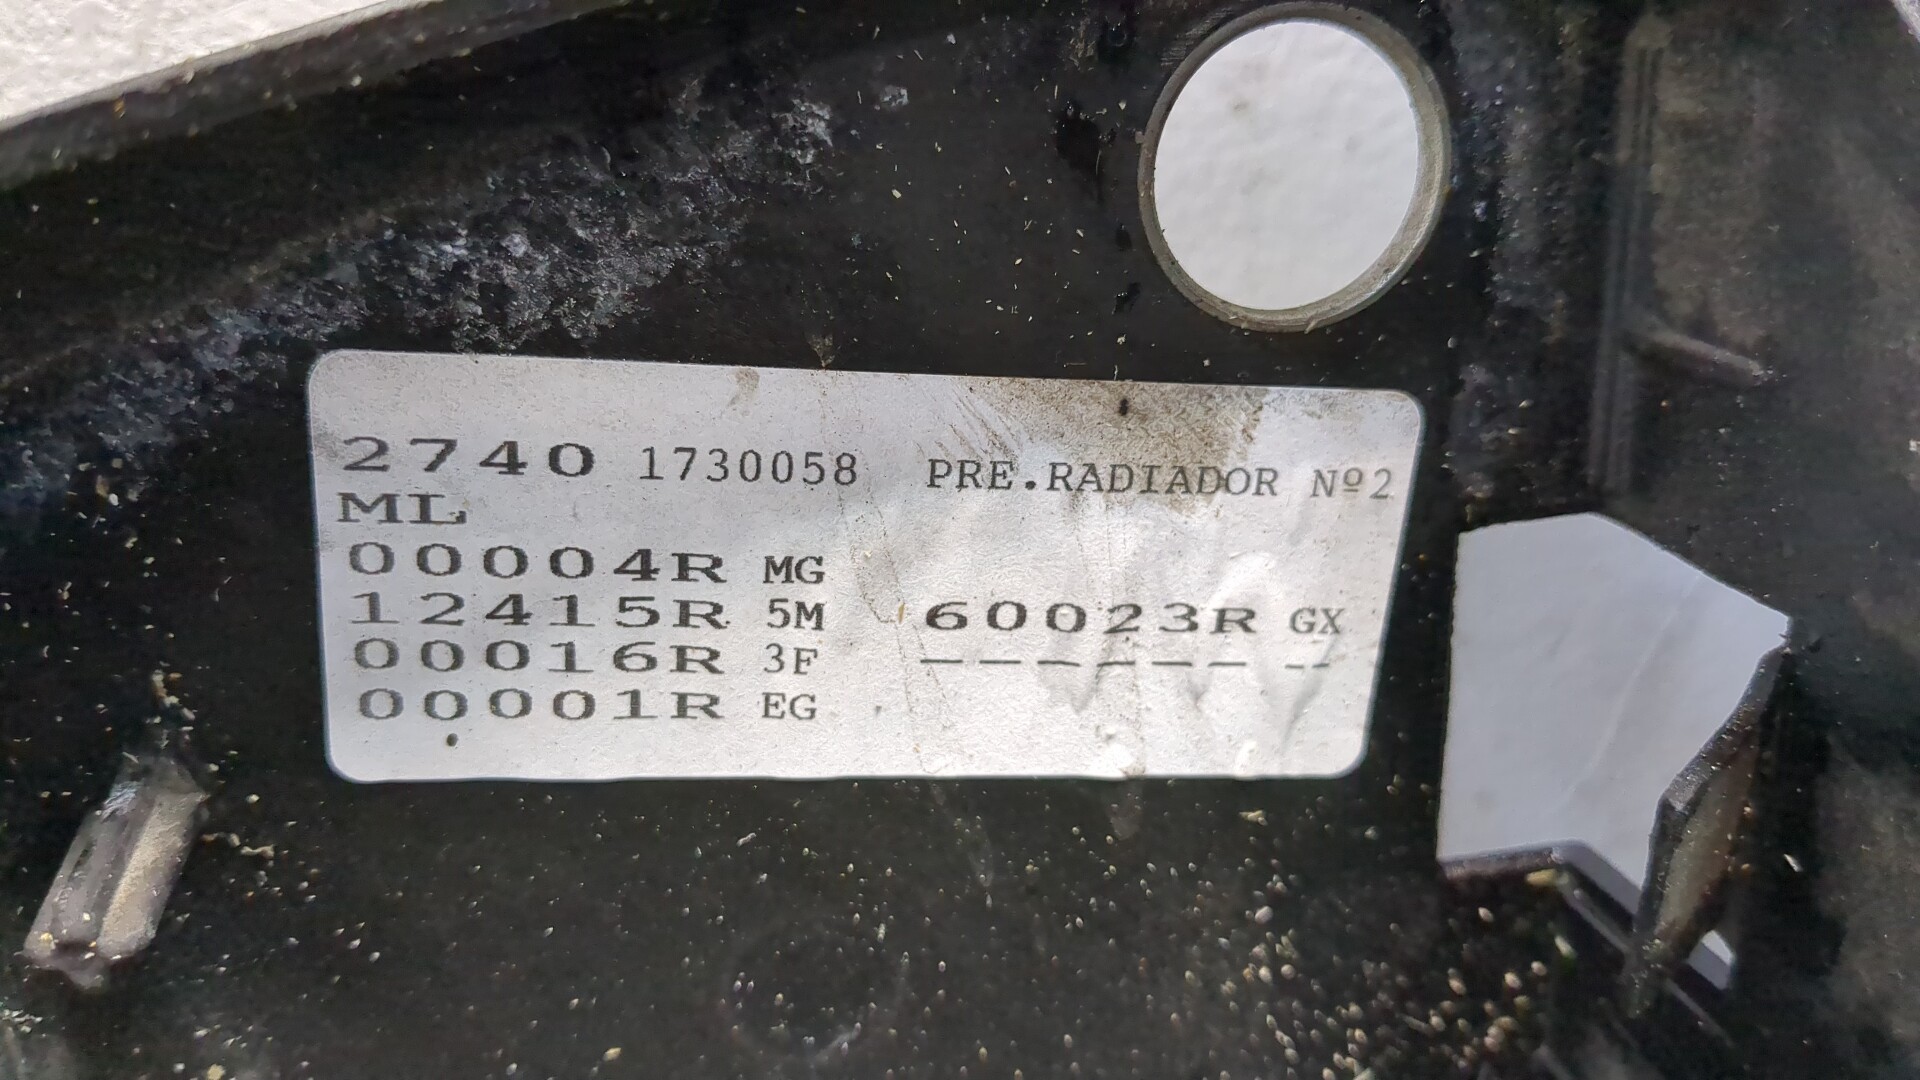 2740 1730058 PRE.RADIADOR Nº2
ML
00004R MG
12415R 5M 60023R GX
00016R 3F ------- --
00001R EG